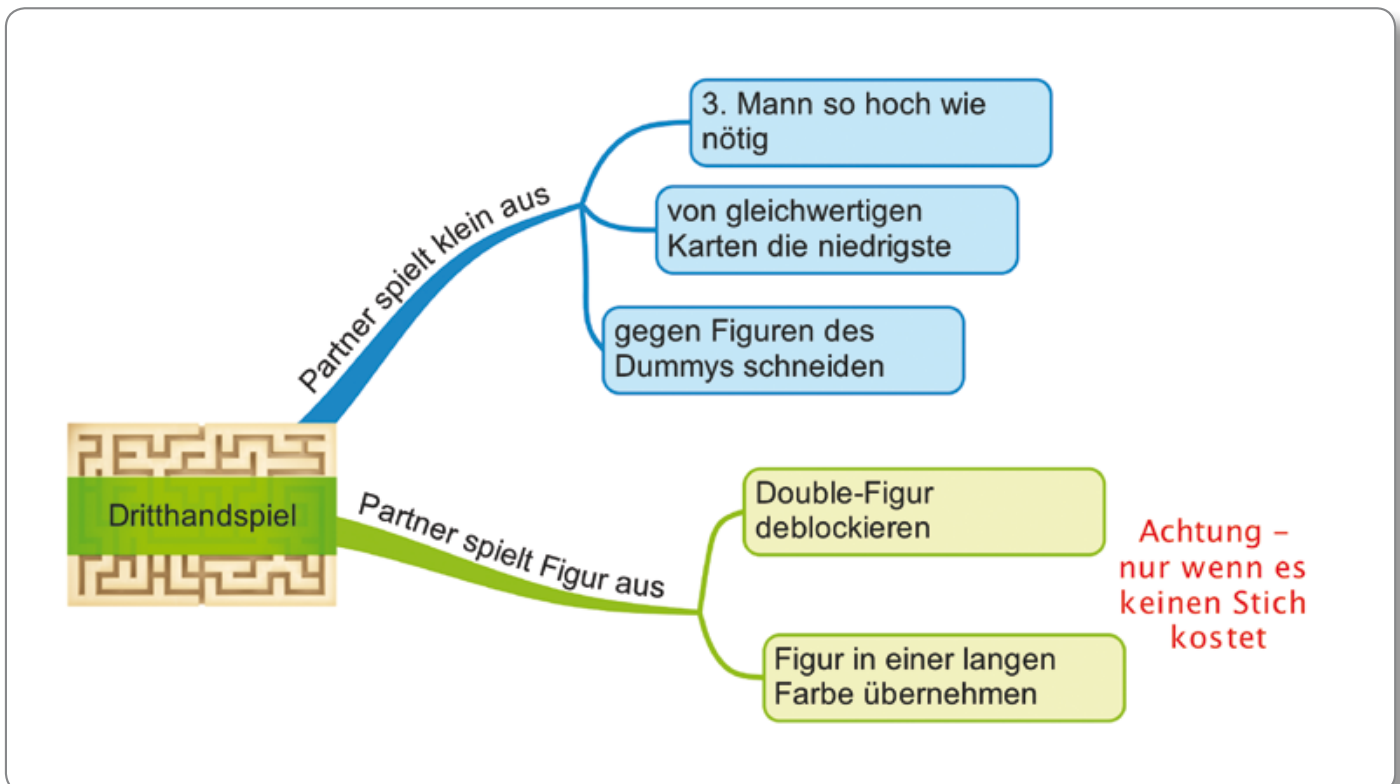 3. Mann so hoch wie
nötig
Partner spielt klein aus
von gleichwertigen
Karten die niedrigste
gegen Figuren des
Dummys schneiden
Dritthandspiel
Partner spielt Figur aus
Double-Figur
deblockieren
Figur in einer langen
Farbe übernehmen
Achtung –
nur wenn es
keinen Stich
kostet